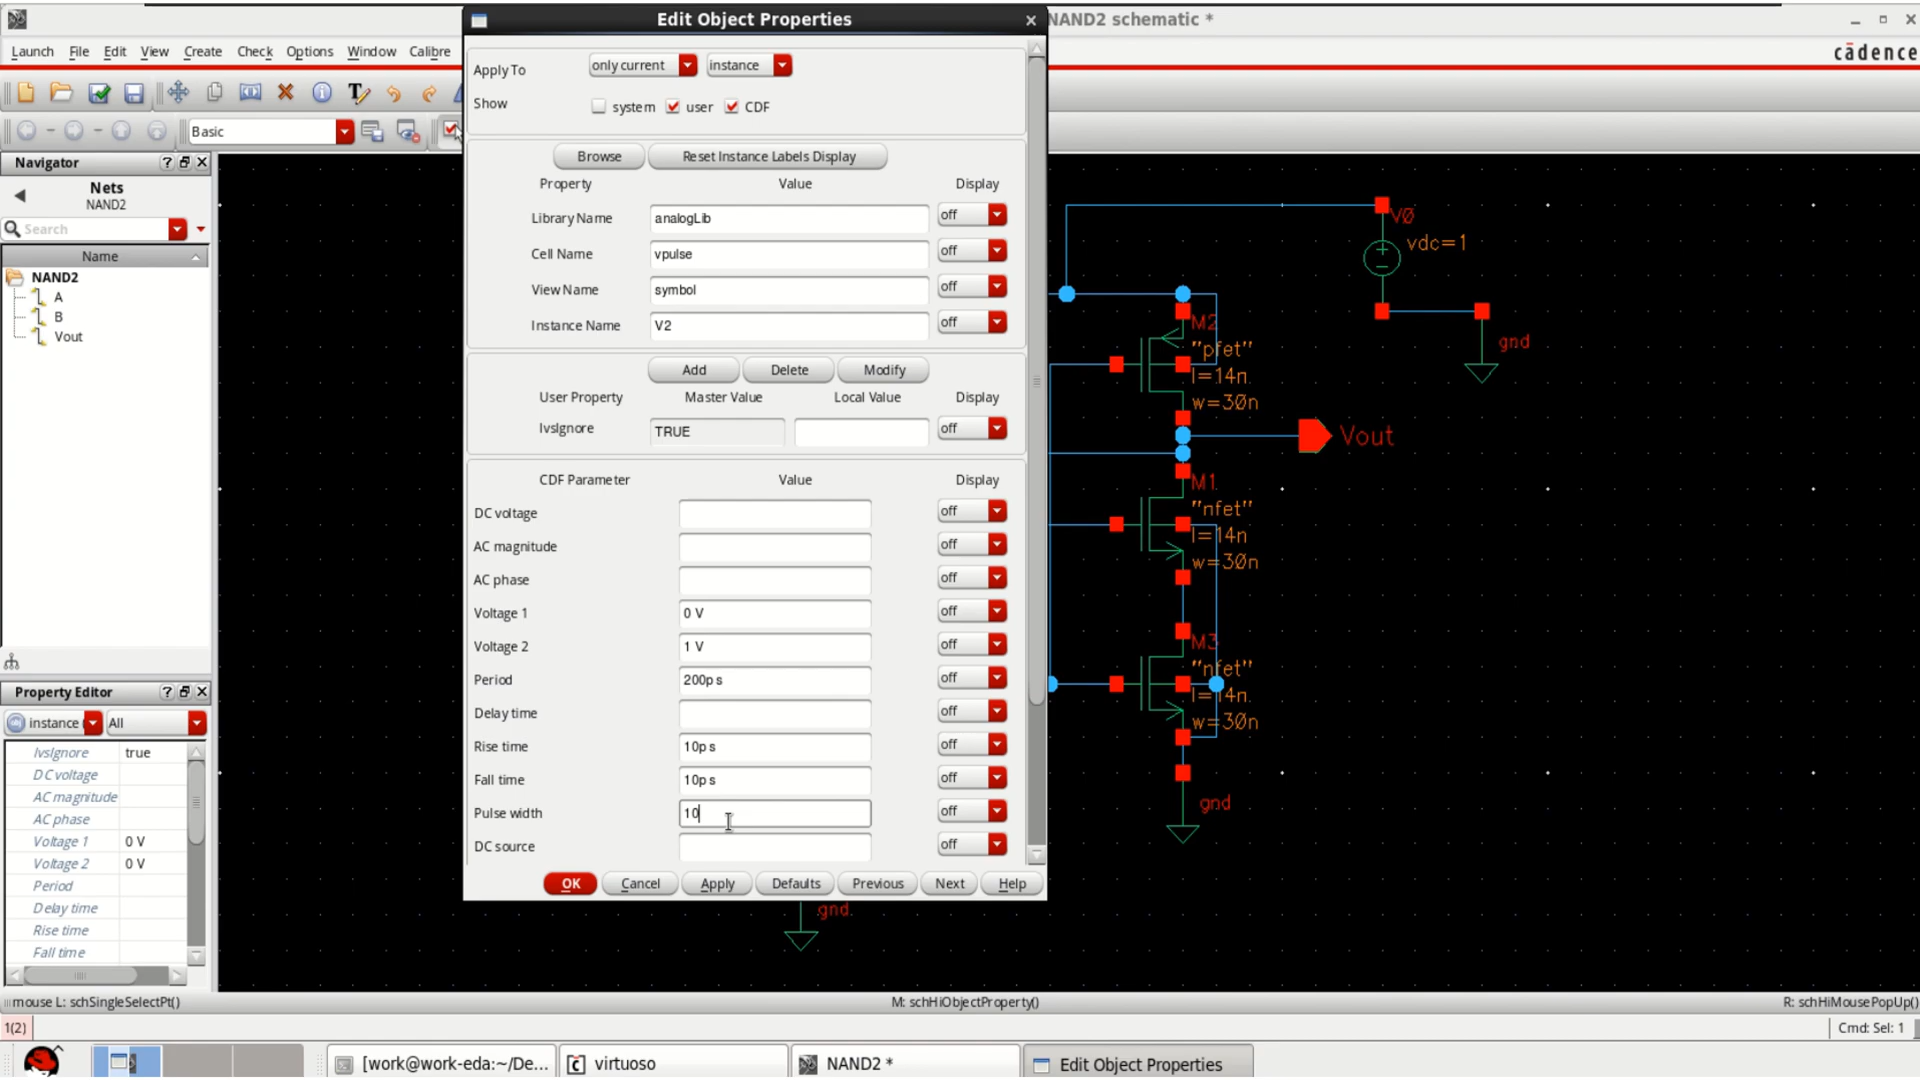 Edit Object Properties
NAND2 schematic *
Launch File Edit View Create Check Options Window Calibre
cādence
Apply To only current instance
Show system user CDF
Basic
Navigator
Nets
NAND2
Search
Name
NAND2
A
B
Vout
Browse Reset Instance Labels Display
Property Value Display
Library Name analogLib off
Cell Name vpulse off
View Name symbol off
Instance Name V2 off
Add Delete Modify
User Property Master Value Local Value Display
lvsIgnore TRUE off
CDF Parameter Value Display
DC voltage off
AC magnitude off
AC phase off
Voltage 1 0 V off
Voltage 2 1 V off
Period 200p s off
Delay time off
Rise time 10p s off
Fall time 10p s off
Pulse width 10 off
DC source off
OK Cancel Apply Defaults Previous Next Help
Property Editor
instance All
lvsIgnore true
DC voltage
AC magnitude
AC phase
Voltage 1 0 V
Voltage 2 0 V
Period
Delay time
Rise time
Fall time
V0
vdc=1
gnd
M2
"pfet"
l=14n
w=30n
Vout
M1
"nfet"
l=14n
w=30n
M3
"nfet"
l=14n
w=30n
gnd
gnd
mouse L: schSingleSelectPt() M: schHiObjectProperty() R: schHiMousePopUp()
1(2) Cmd: Sel: 1
[work@work-eda:~/De... virtuoso NAND2 * Edit Object Properties